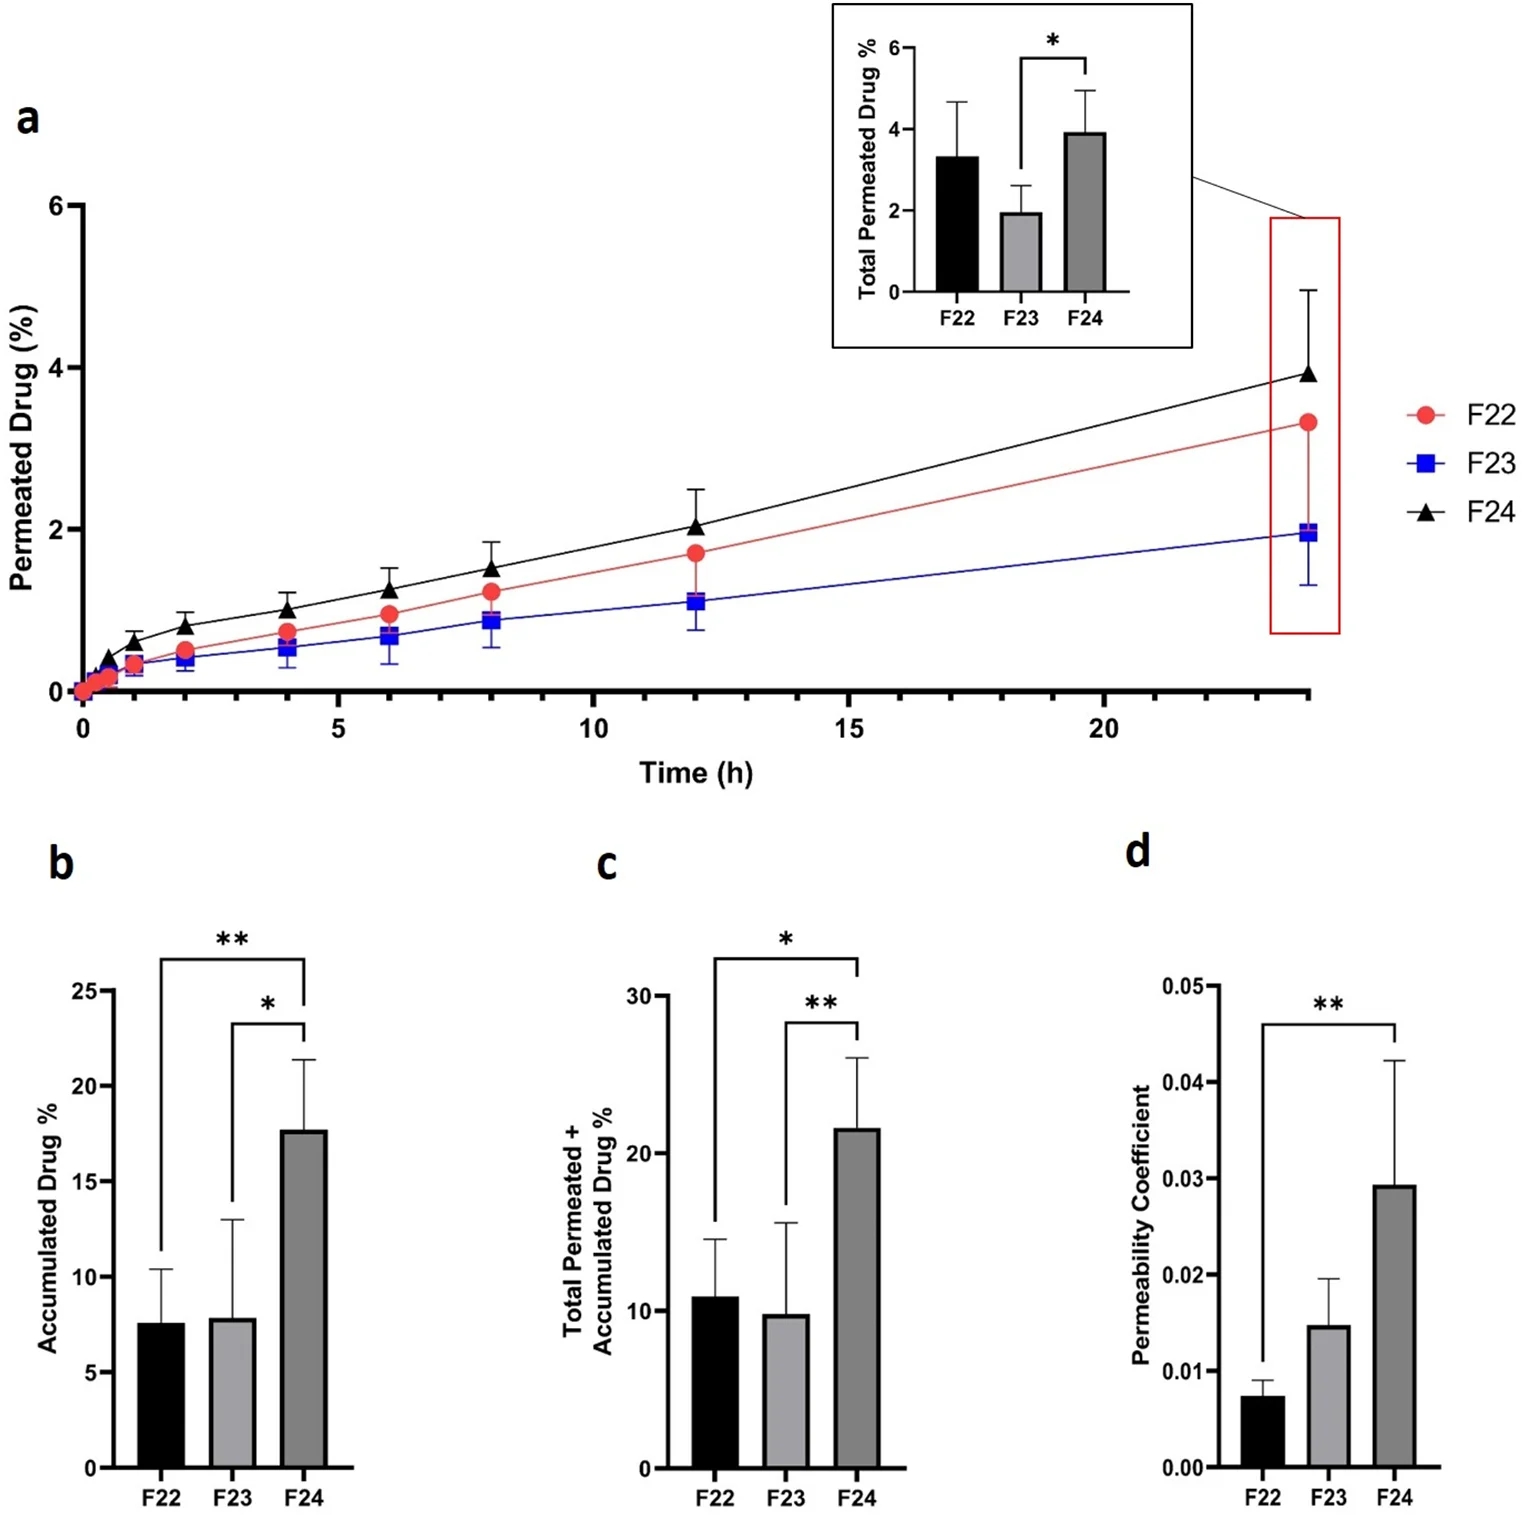 a
Permeated Drug (%)
6
4
2
0
0 5 10 15 20
Time (h)
Total Permeated Drug %
6
4
2
0
*
F22 F23 F24
F22
F23
F24
b
Accumulated Drug %
25
20
15
10
5
0
**
*
F22 F23 F24
c
Total Permeated +
Accumulated Drug %
30
20
10
0
*
**
F22 F23 F24
d
Permeability Coefficient
0.05
0.04
0.03
0.02
0.01
0.00
**
F22 F23 F24